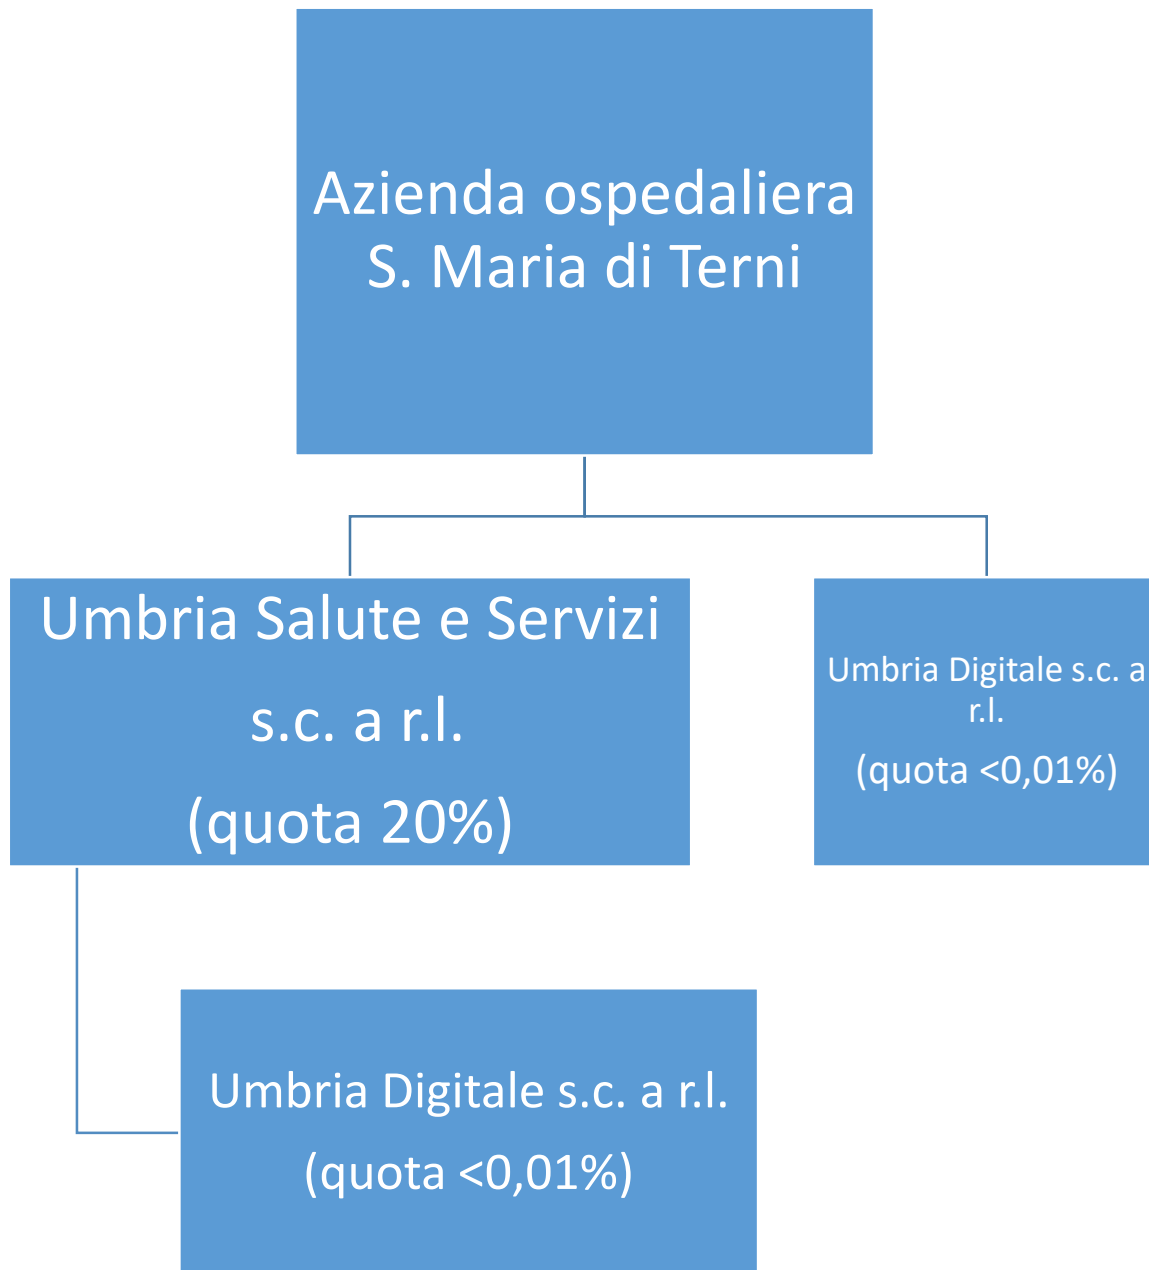 Azienda ospedaliera
S. Maria di Terni
Umbria Salute e Servizi
s.c. a r.l.
(quota 20%)
Umbria Digitale s.c. a
r.l.
(quota <0,01%)
Umbria Digitale s.c. a r.l.
(quota <0,01%)